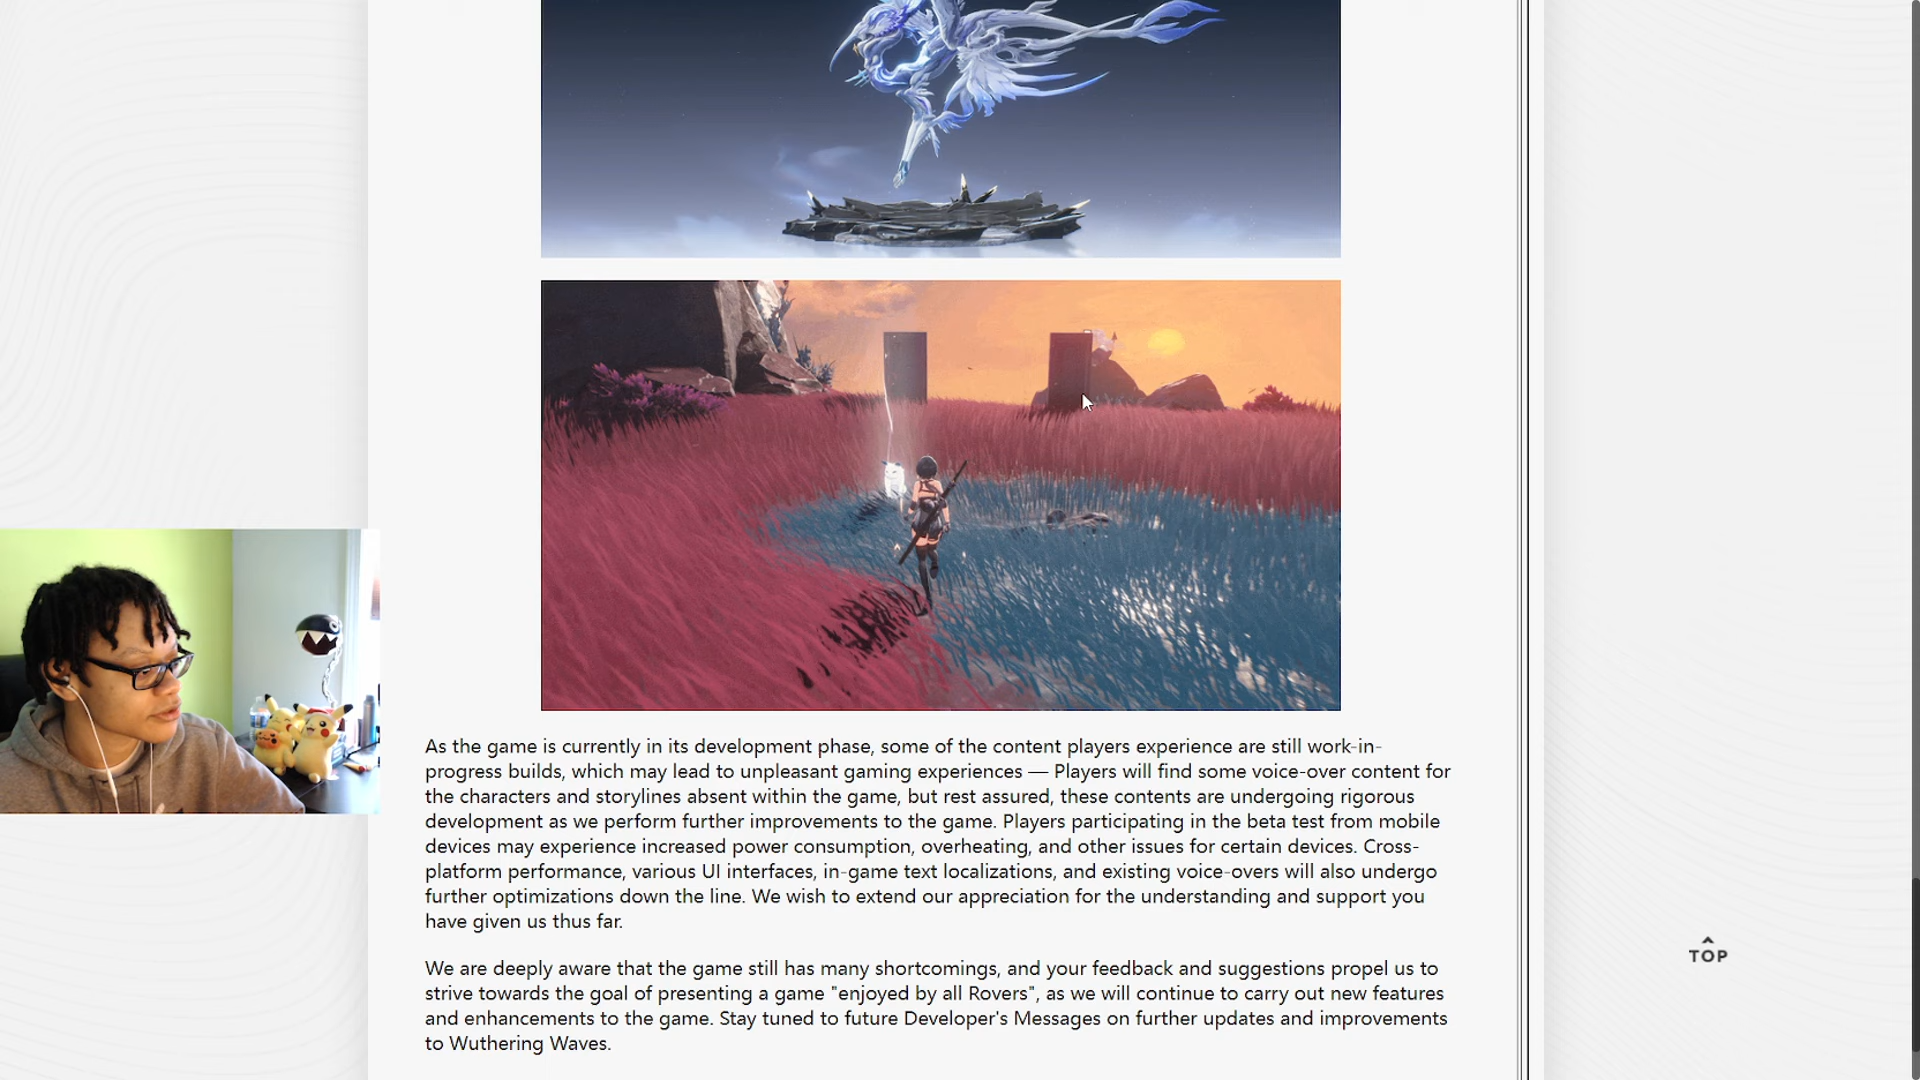 As the game is currently in its development phase, some of the content players experience are still work-in-
progress builds, which may lead to unpleasant gaming experiences — Players will find some voice-over content for
the characters and storylines absent within the game, but rest assured, these contents are undergoing rigorous
development as we perform further improvements to the game. Players participating in the beta test from mobile
devices may experience increased power consumption, overheating, and other issues for certain devices. Cross-
platform performance, various UI interfaces, in-game text localizations, and existing voice-overs will also undergo
further optimizations down the line. We wish to extend our appreciation for the understanding and support you
have given us thus far.
We are deeply aware that the game still has many shortcomings, and your feedback and suggestions propel us to
strive towards the goal of presenting a game "enjoyed by all Rovers", as we will continue to carry out new features
and enhancements to the game. Stay tuned to future Developer's Messages on further updates and improvements
to Wuthering Waves.
TOP